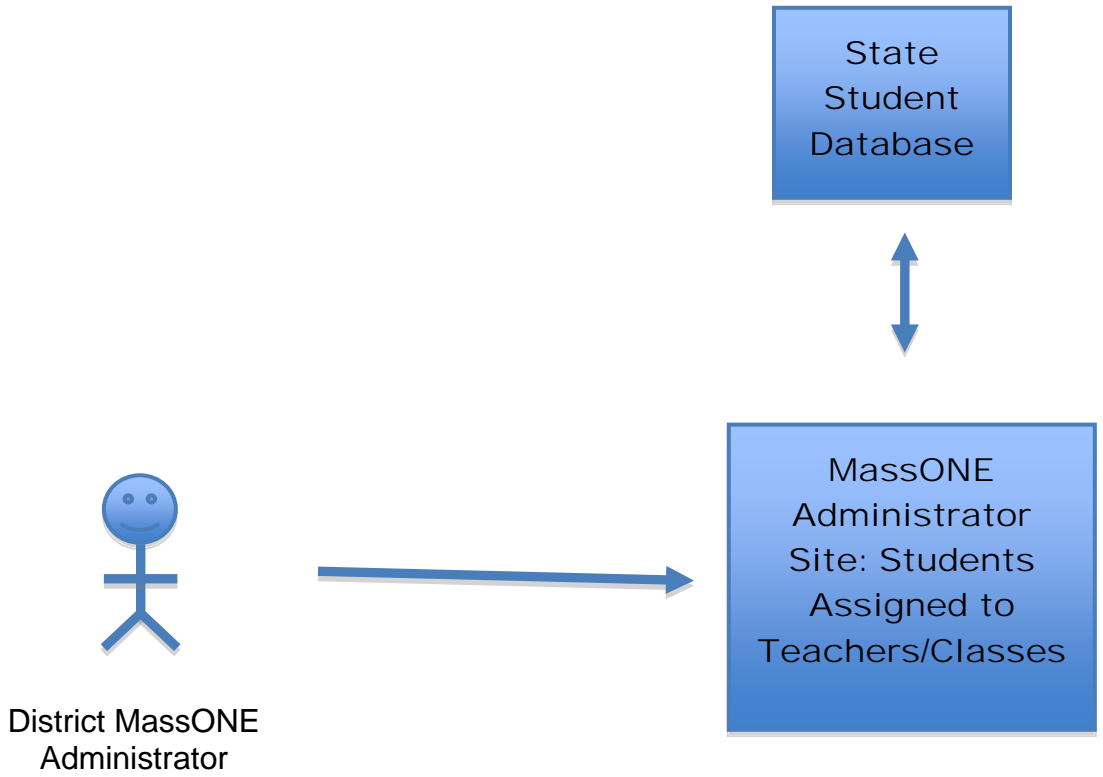 State
Student
Database
MassONE
Administrator
Site: Students
Assigned to
Teachers/Classes
District MassONE
Administrator